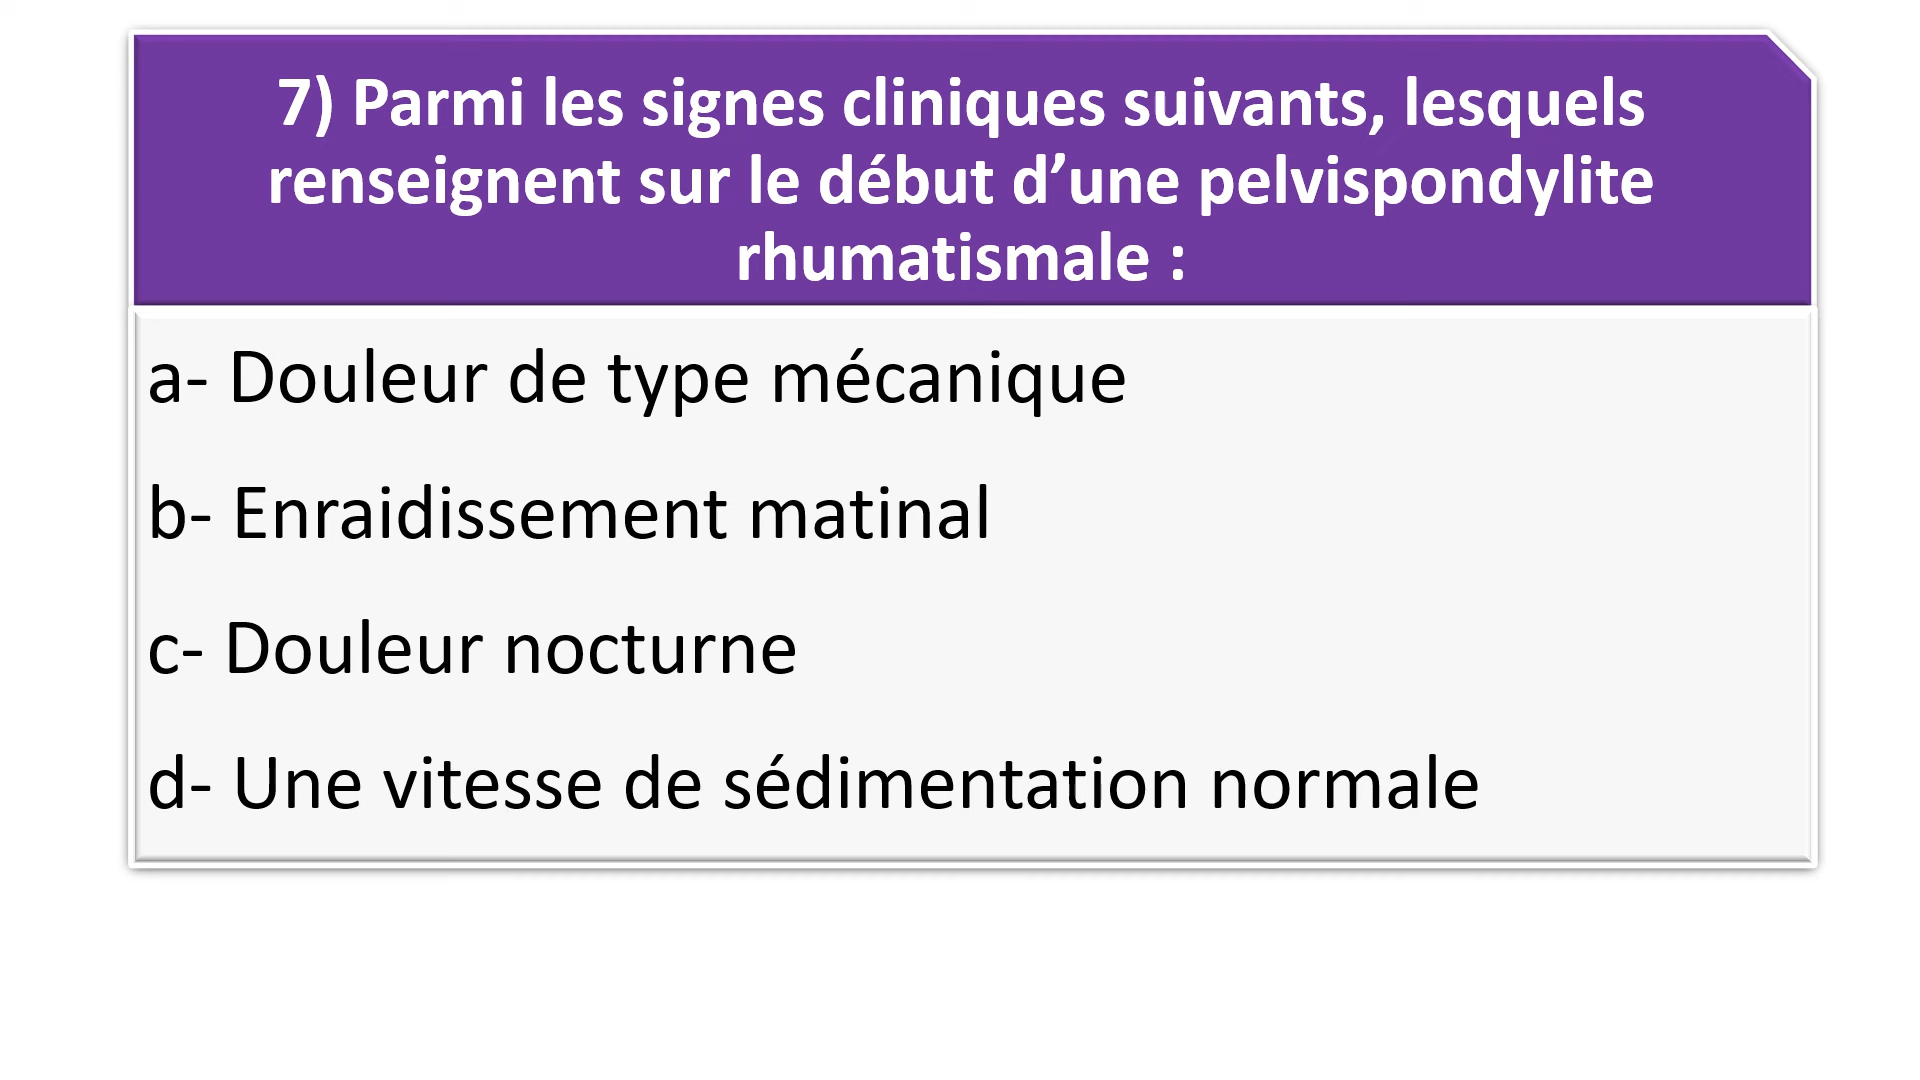 7) Parmi les signes cliniques suivants, lesquels
renseignent sur le début d’une pelvispondylite
rhumatismale :
a- Douleur de type mécanique
b- Enraidissement matinal
c- Douleur nocturne
d- Une vitesse de sédimentation normale